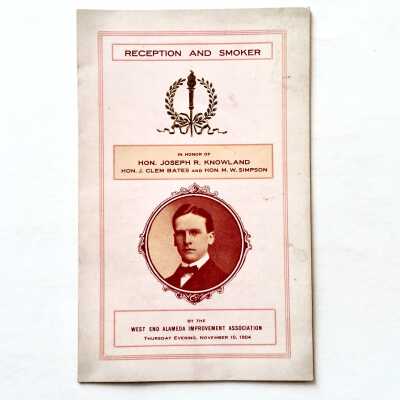 RECEPTION AND SMOKER
IN HONOR OF
HON. JOSEPH R. KNOWLAND
HON. J. CLEM BATES AND HON. M. W. SIMPSON
BY THE
WEST END ALAMEDA IMPROVEMENT ASSOCIATION
THURSDAY EVENING, NOVEMBER 10, 1904